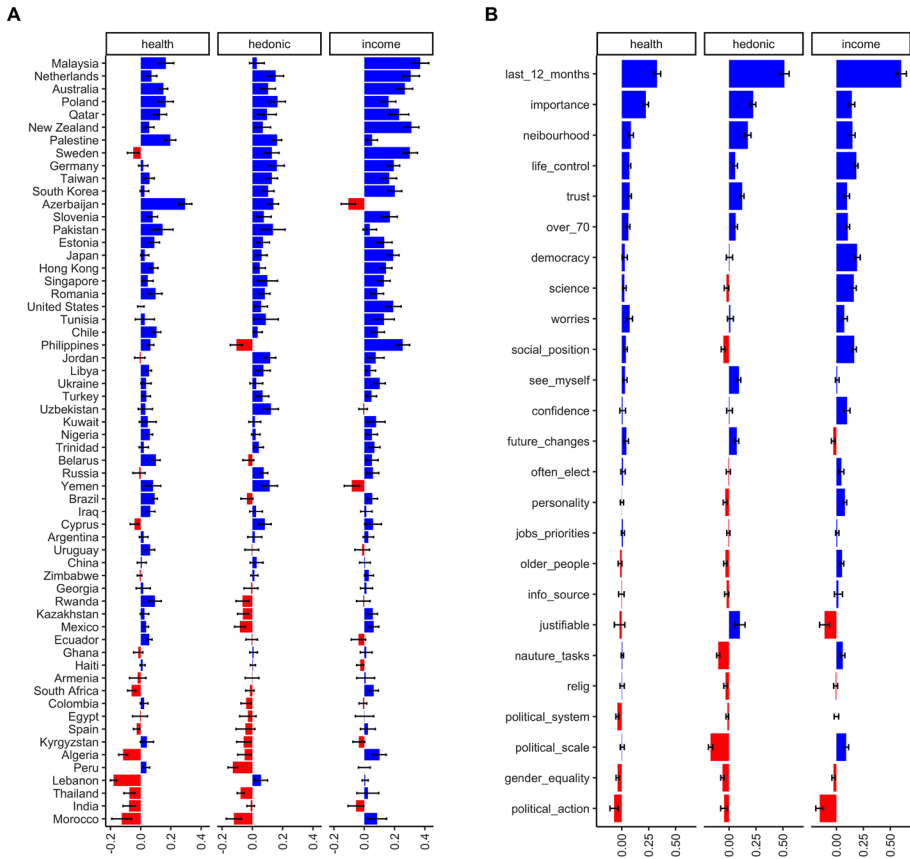 A
B
health hedonic income
health hedonic income
Malaysia
Netherlands
Australia
Poland
Qatar
New Zealand
Palestine
Sweden
Germany
Taiwan
South Korea
Azerbaijan
Slovenia
Pakistan
Estonia
Japan
Hong Kong
Singapore
Romania
United States
Tunisia
Chile
Philippines
Jordan
Libya
Ukraine
Turkey
Uzbekistan
Kuwait
Nigeria
Trinidad
Belarus
Russia
Yemen
Brazil
Iraq
Cyprus
Argentina
Uruguay
China
Zimbabwe
Georgia
Rwanda
Kazakhstan
Mexico
Ecuador
Ghana
Haiti
Armenia
South Africa
Colombia
Egypt
Spain
Kyrgyzstan
Algeria
Peru
Lebanon
Thailand
India
Morocco
-0.2 0.0 0.2 0.4 -0.2 0.0 0.2 0.4 -0.2 0.0 0.2 0.4
last_12_months
importance
neibourhood
life_control
trust
over_70
democracy
science
worries
social_position
see_myself
confidence
future_changes
often_elect
personality
jobs_priorities
older_people
info_source
justifiable
nauture_tasks
relig
political_system
political_scale
gender_equality
political_action
0.00 0.25 0.50 0.00 0.25 0.50 0.00 0.25 0.50